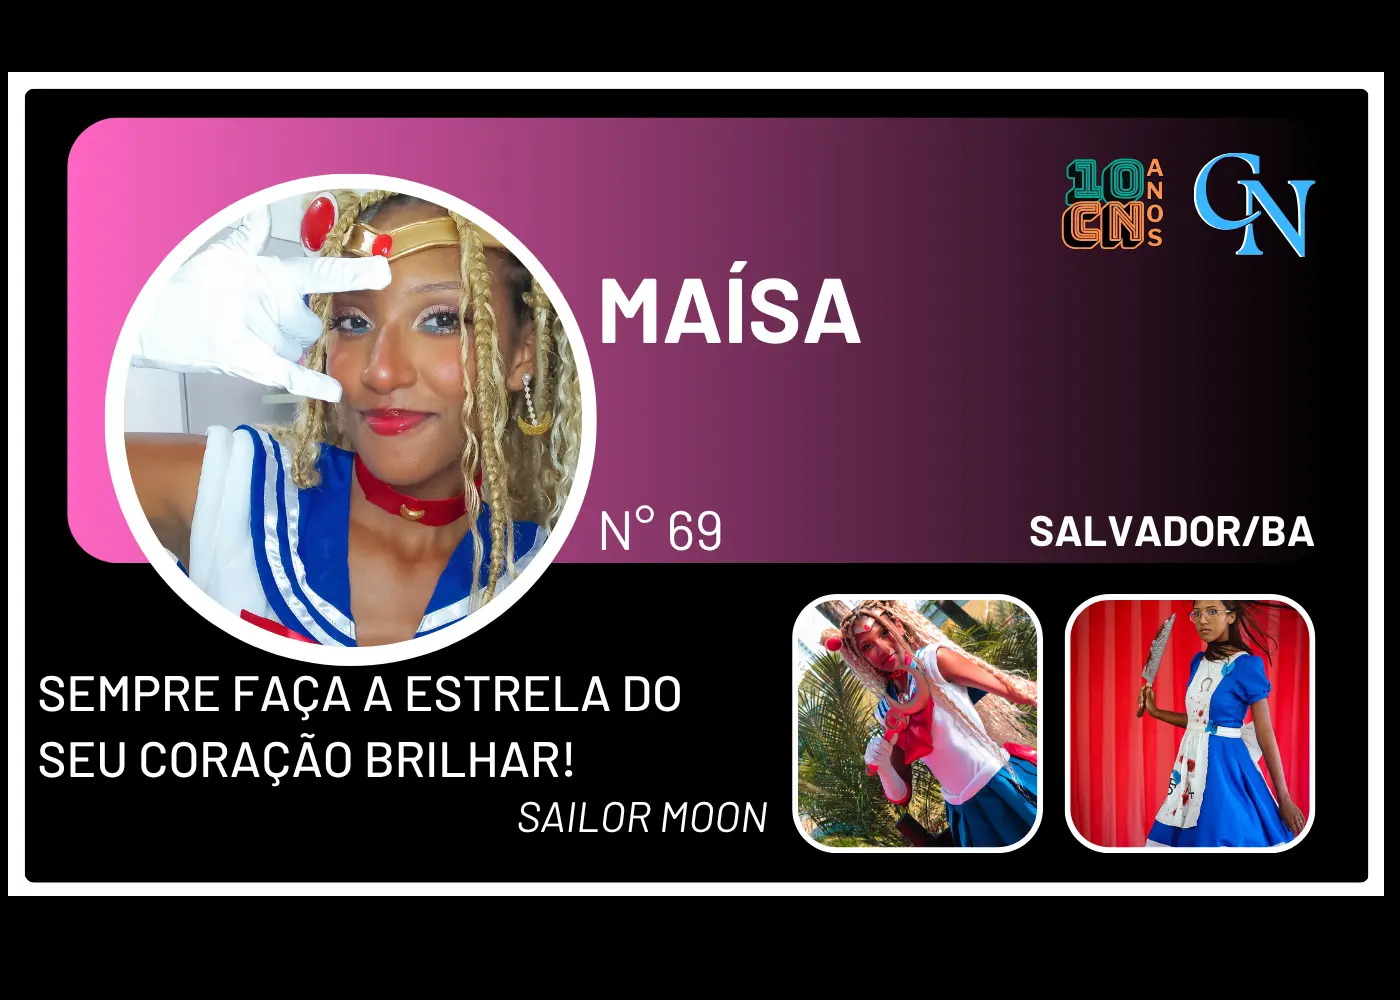 10
CN
ANOS
CN
MAÍSA
N° 69
SALVADOR/BA
SEMPRE FAÇA A ESTRELA DO
SEU CORAÇÃO BRILHAR!
SAILOR MOON